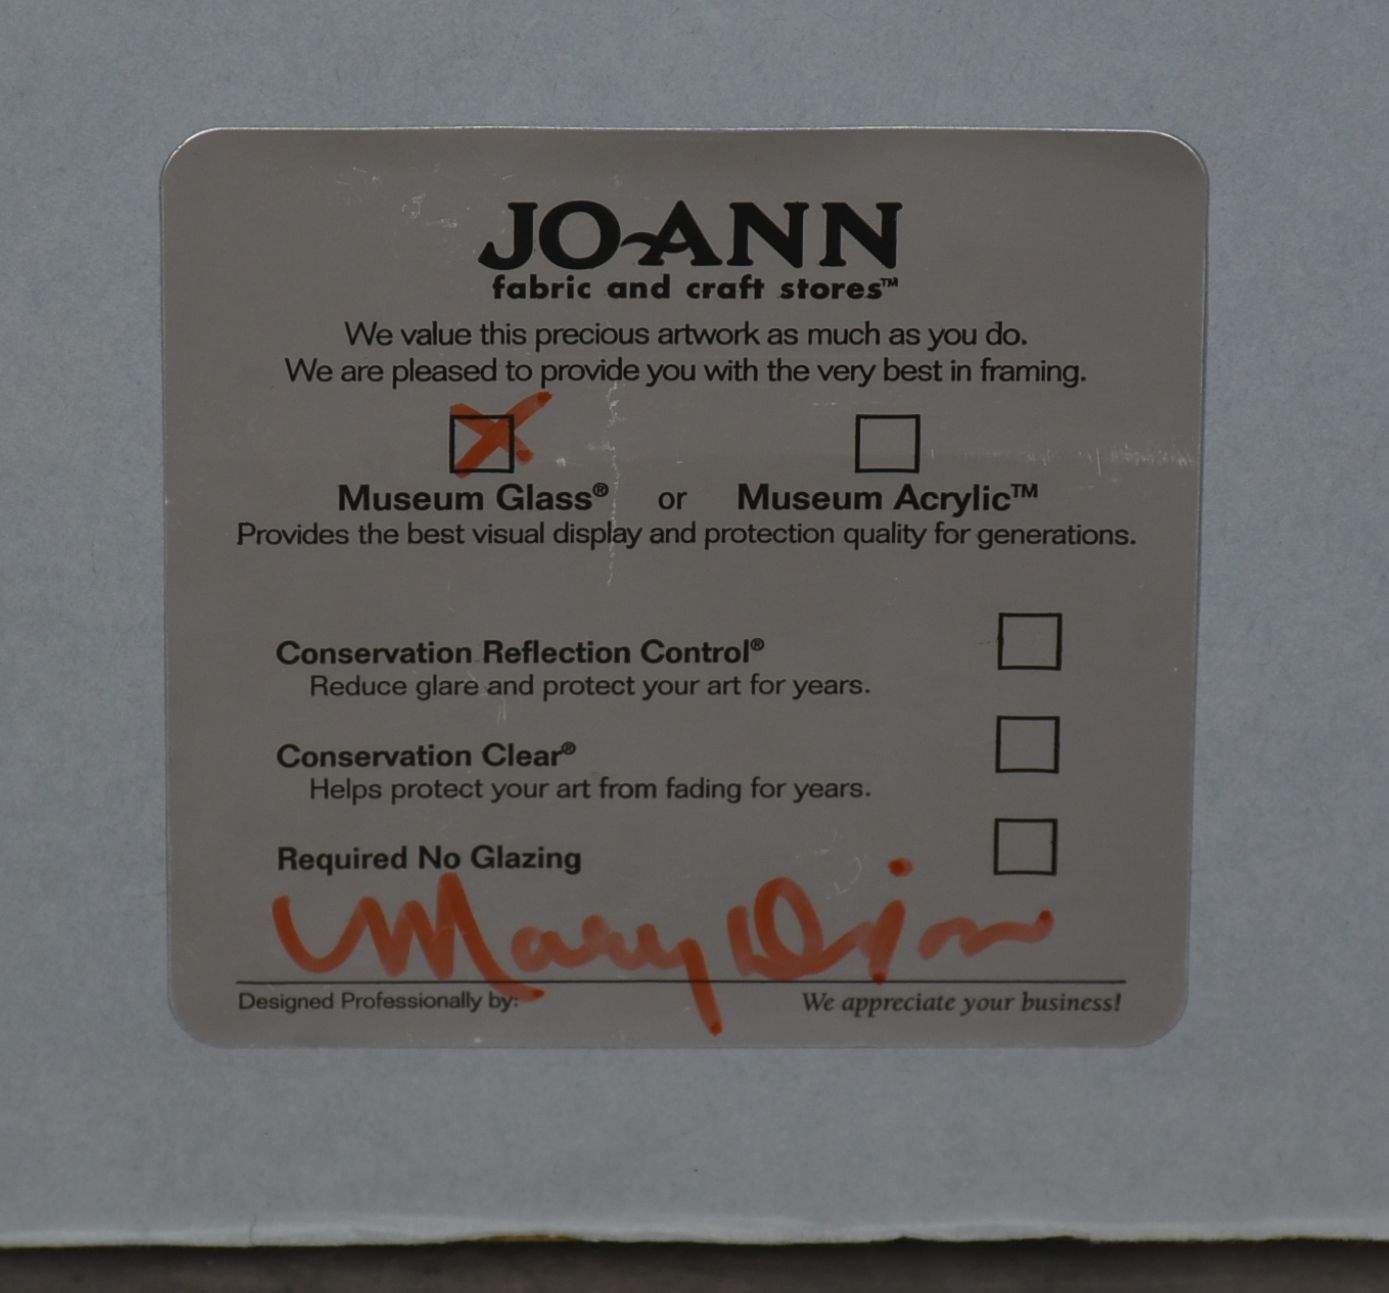 JO-ANN
fabric and craft stores™
We value this precious artwork as much as you do.
We are pleased to provide you with the very best in framing.
Museum Glass® or Museum Acrylic™
Provides the best visual display and protection quality for generations.
Conservation Reflection Control®
Reduce glare and protect your art for years.
Conservation Clear®
Helps protect your art from fading for years.
Required No Glazing
Mary
Designed Professionally by: We appreciate your business!